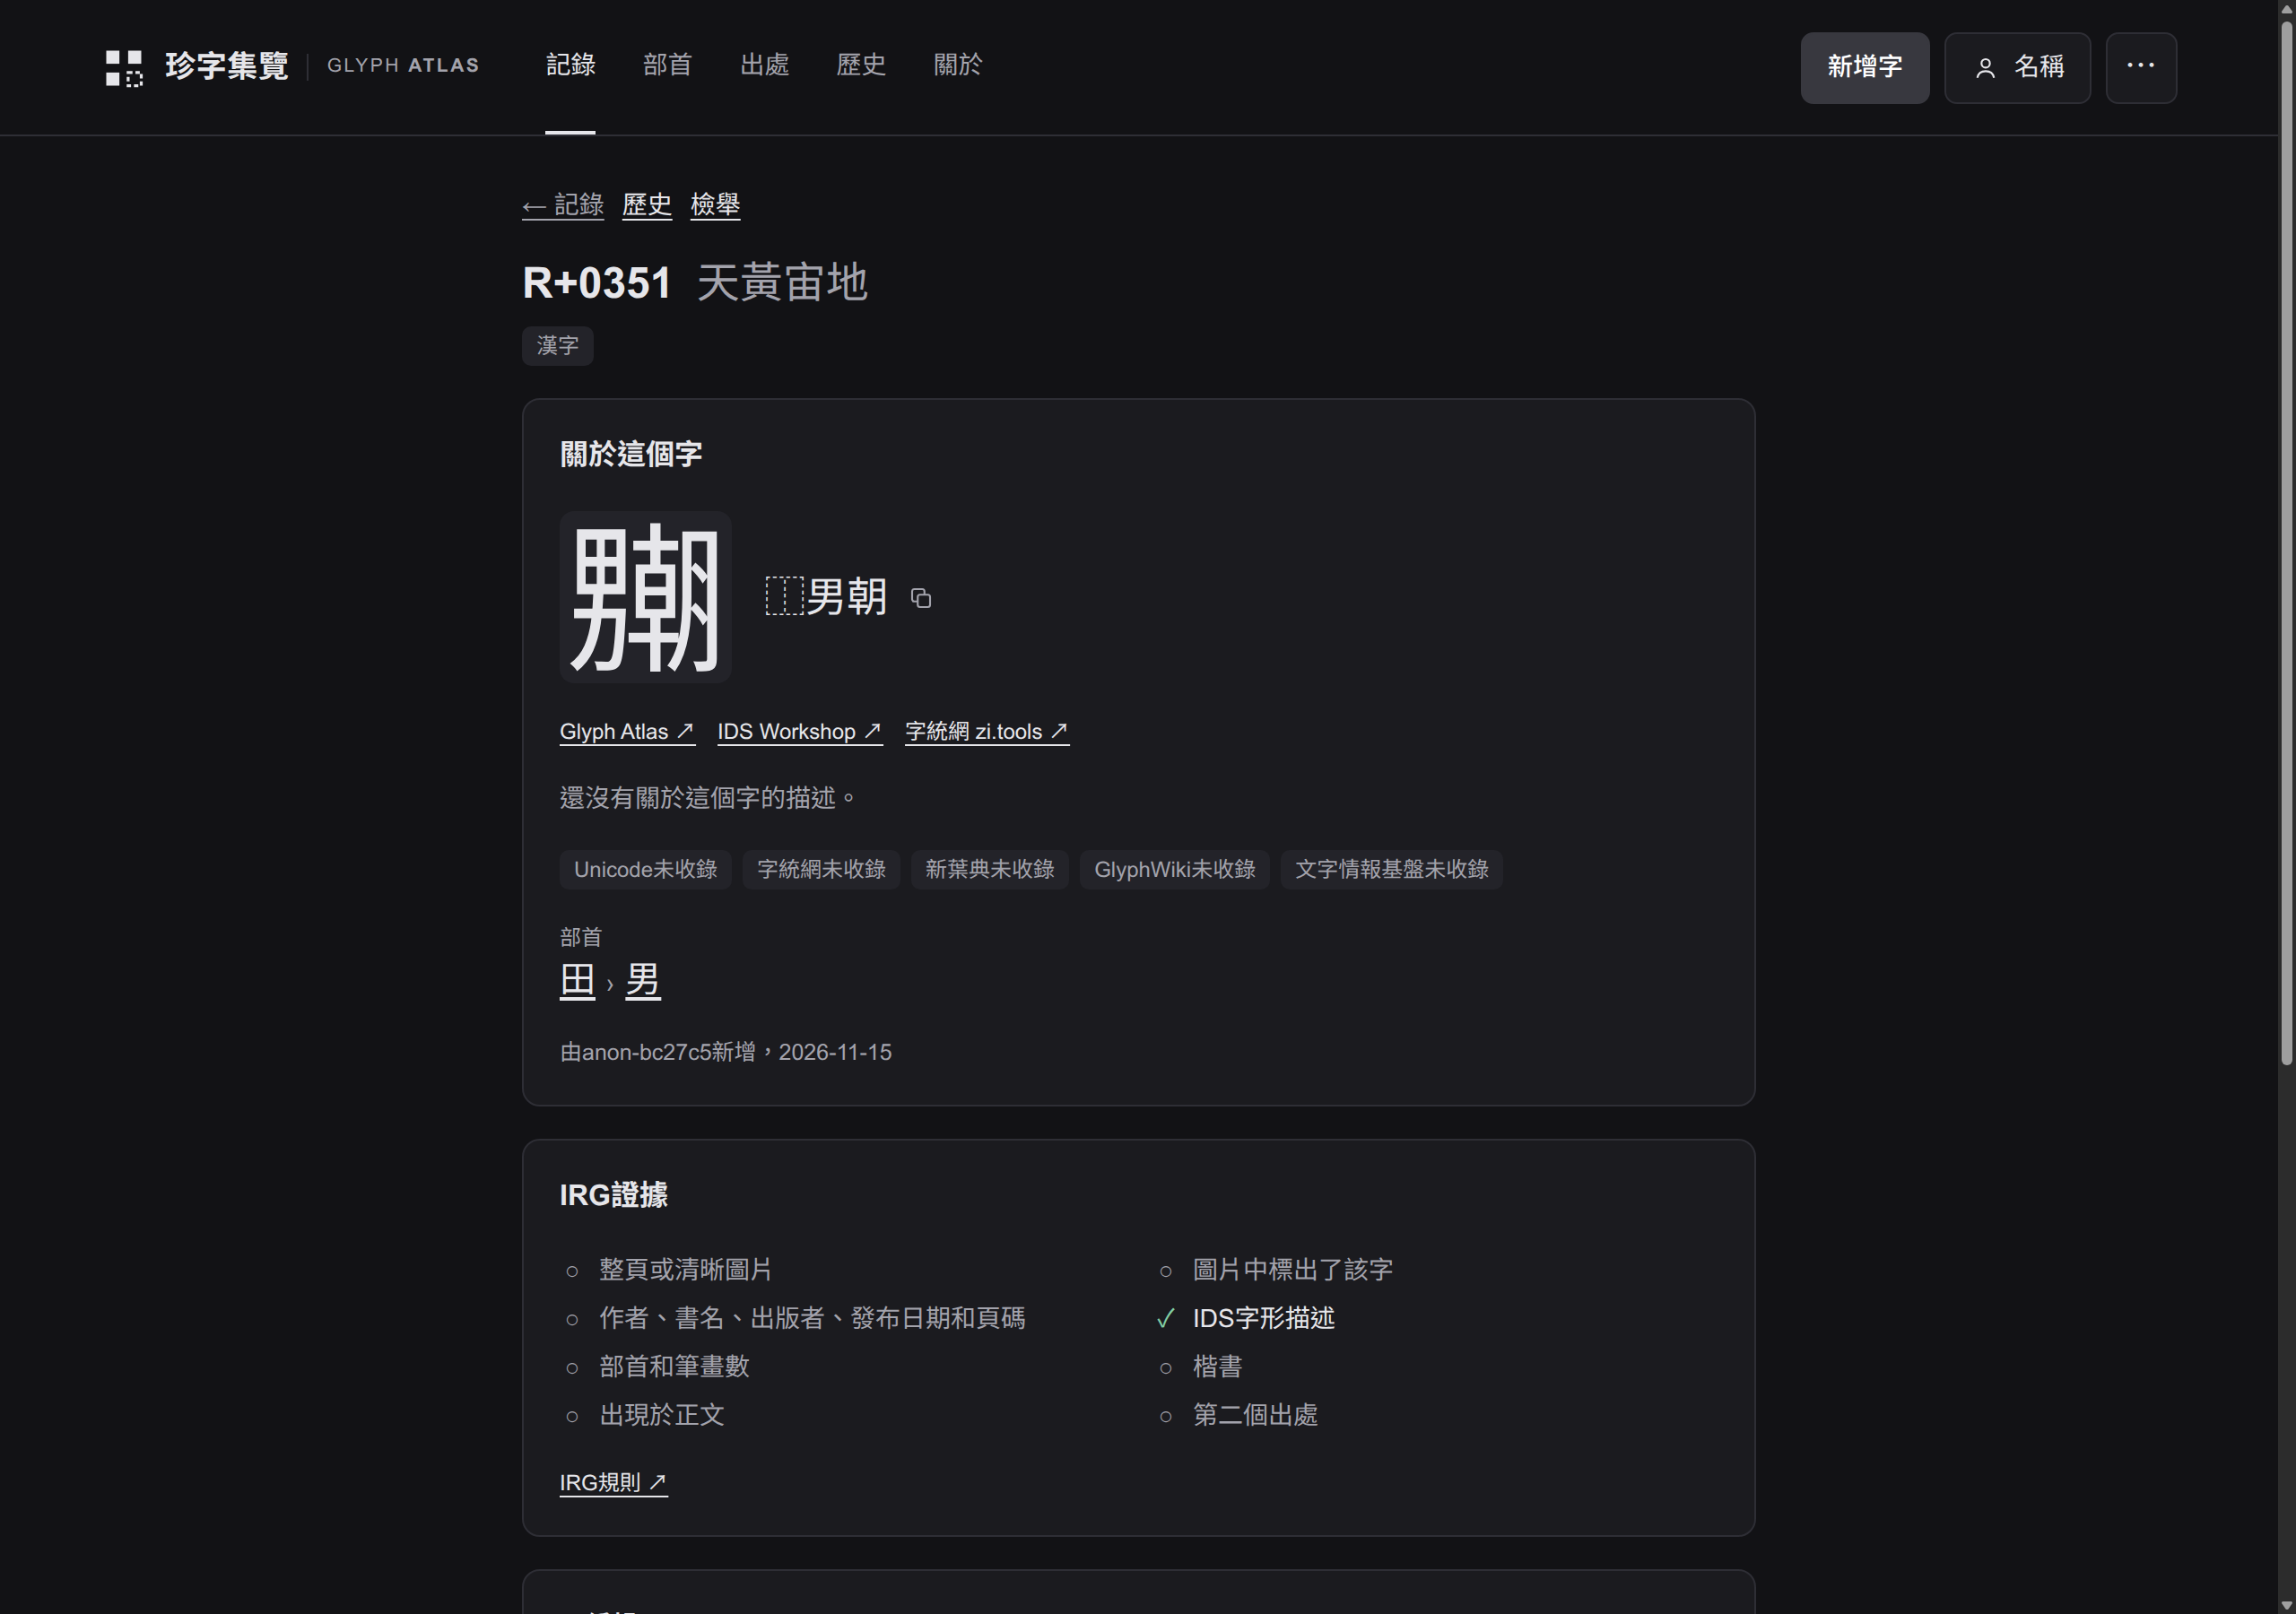 珍字集覽 GLYPH ATLAS 記錄 部首 出處 歷史 關於 新增字 名稱 ···
← 記錄 歷史 檢舉
R+0351 天黃宙地
漢字
關於這個字
⿰男朝 ⿰男朝
Glyph Atlas ↗ IDS Workshop ↗ 字統網 zi.tools ↗
還沒有關於這個字的描述。
Unicode未收錄 字統網未收錄 新葉典未收錄 GlyphWiki未收錄 文字情報基盤未收錄
部首
田 › 男
由anon-bc27c5新增，2026-11-15
IRG證據
○ 整頁或清晰圖片
○ 圖片中標出了該字
○ 作者、書名、出版者、發布日期和頁碼
✓ IDS字形描述
○ 部首和筆畫數
○ 楷書
○ 出現於正文
○ 第二個出處
IRG規則 ↗